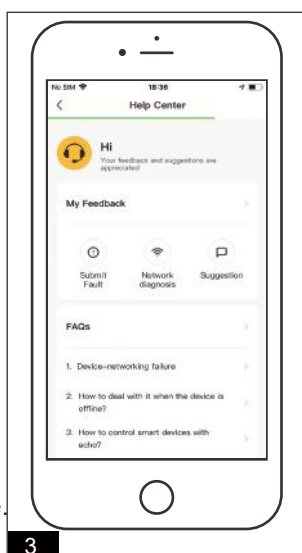 No SIM 18:36
Help Center
Hi
Your feedback and suggestions are
appreciated
My Feedback
Submit
Fault
Network
diagnosis
Suggestion
FAQs
1. Device-networking failure
2. How to deal with it when the device is
offline?
3. How to control smart devices with
echo?
3